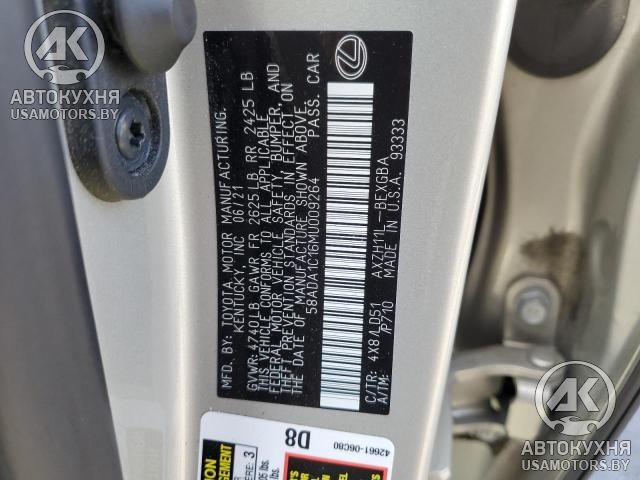 MFD. BY: TOYOTA MOTOR MANUFACTURING.
KENTUCKY, INC 06/21
GVWR: 4740LB GAWR FR 2625 LB RR 2425 LB
THIS VEHICLE CONFORMS TO ALL APPLICABLE
FEDERAL MOTOR VEHICLE SAFETY, BUMPER, AND
THEFT PREVENTION STANDARDS IN EFFECT ON
THE DATE OF MANUFACTURE SHOWN ABOVE.
58ADA1C16MU009264 PASS. CAR
C/TR: 4X8/LD51 AXZH11L-BEXGBA
A/TM: /P710 MADE IN U.S.A. 93333
42661-06C80
D8
AK
АВТОКУХНЯ
USAMOTORS.BY
AK
АВТОКУХНЯ
USAMOTORS.BY